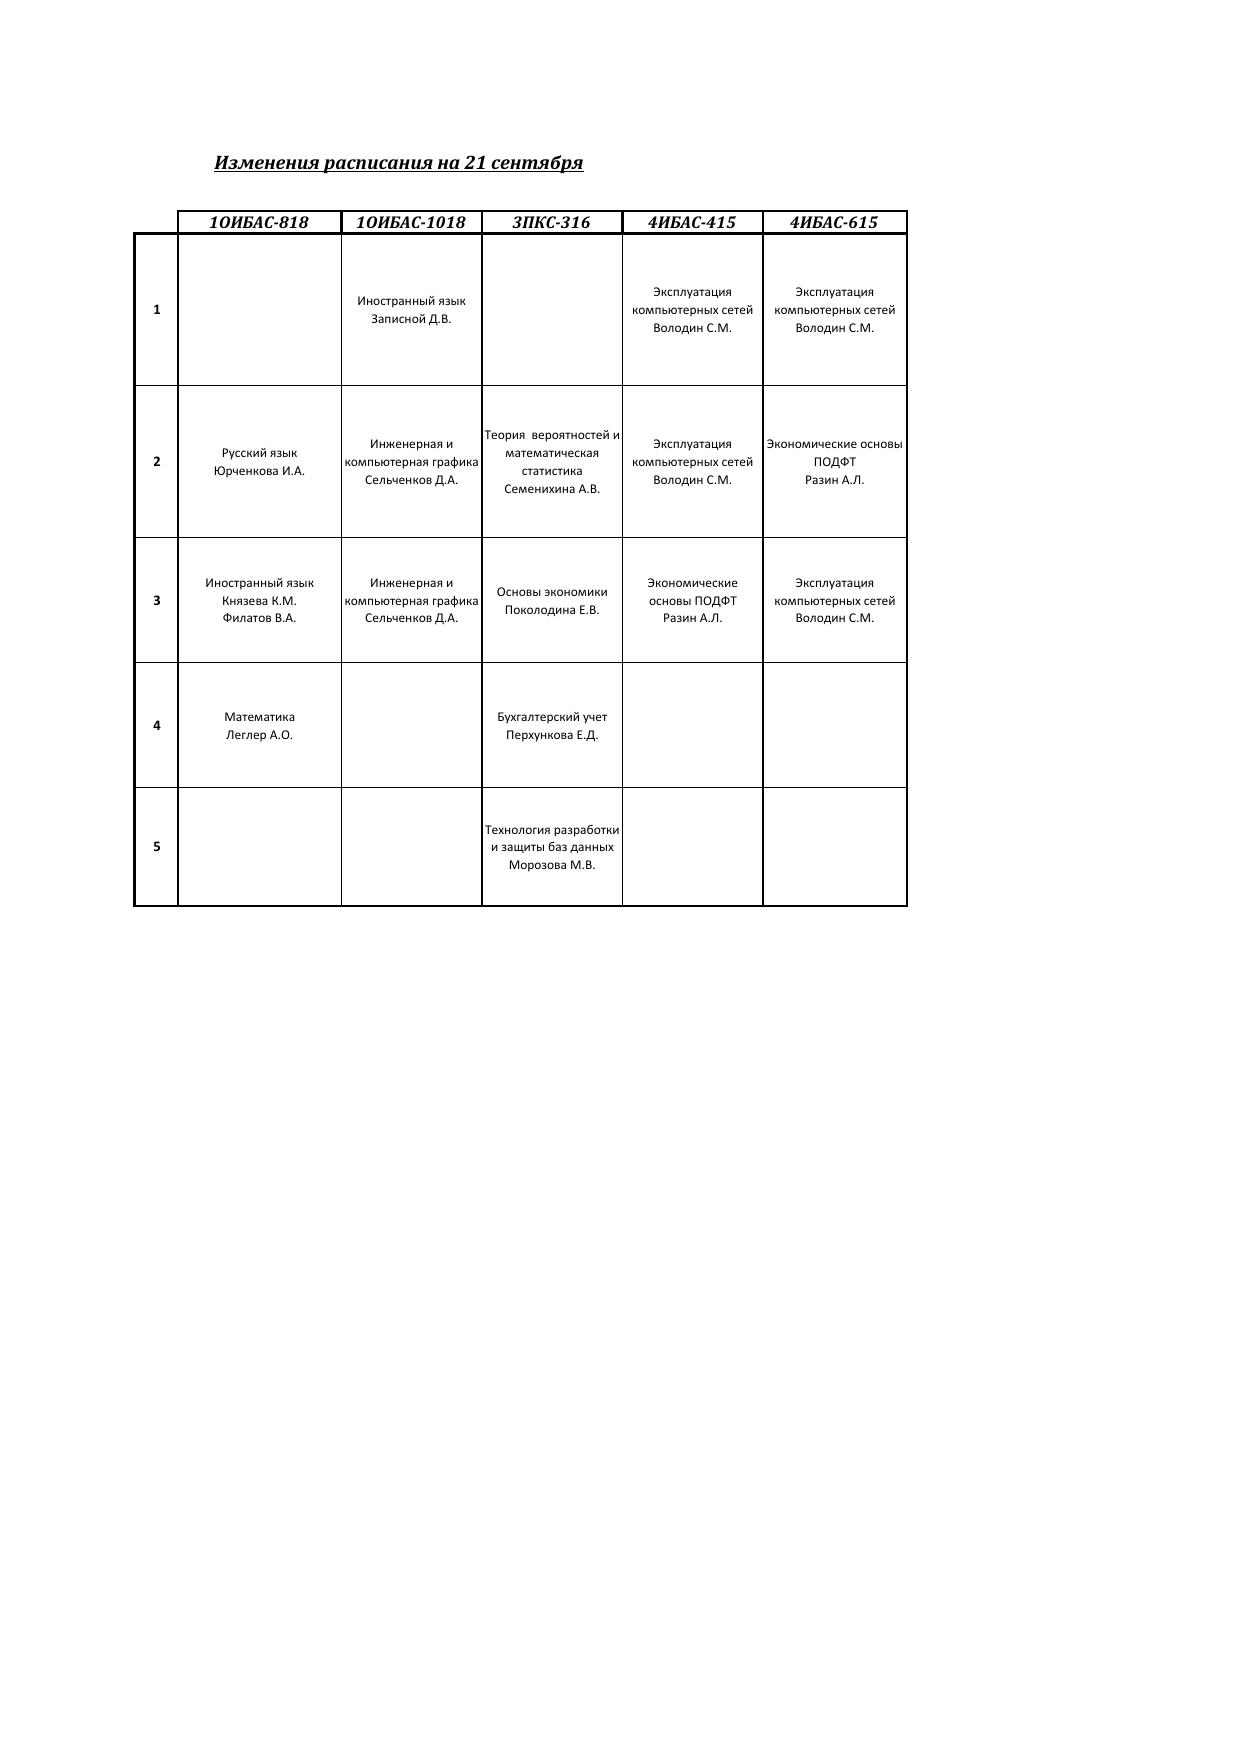 Изменения расписания на 21 сентября
1ОИБАС-818 1ОИБАС-1018 3ПКС-316 4ИБАС-415 4ИБАС-615
1
Иностранный язык
Записной Д.В.
Эксплуатация
компьютерных сетей
Володин С.М.
Эксплуатация
компьютерных сетей
Володин С.М.
2
Русский язык
Юрченкова И.А.
Инженерная и
компьютерная графика
Сельченков Д.А.
Теория  вероятностей и
математическая
статистика
Семенихина А.В.
Эксплуатация
компьютерных сетей
Володин С.М.
Экономические основы
ПОДФТ
Разин А.Л.
3
Иностранный язык
Князева К.М.
Филатов В.А.
Инженерная и
компьютерная графика
Сельченков Д.А.
Основы экономики
Поколодина Е.В.
Экономические
основы ПОДФТ
Разин А.Л.
Эксплуатация
компьютерных сетей
Володин С.М.
4
Математика
Леглер А.О.
Бухгалтерский учет
Перхункова Е.Д.
5
Технология разработки
и защиты баз данных
Морозова М.В.